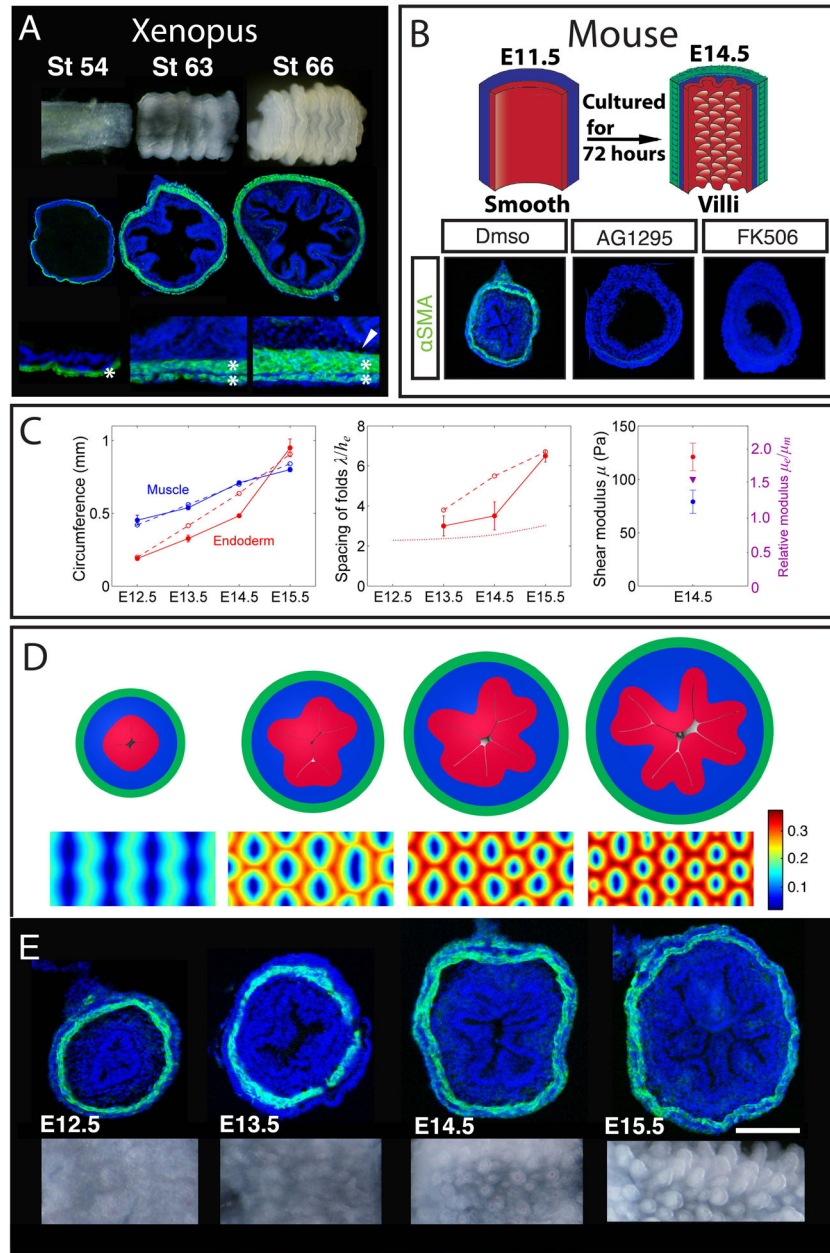 A
Xenopus
St 54
St 63
St 66
*
*
*
*
*
B
Mouse
E11.5
E14.5
Cultured
for
72 hours
Smooth
Villi
Dmso
AG1295
FK506
αSMA
C
Circumference (mm)
1
0.5
0
Muscle
Endoderm
E12.5 E13.5 E14.5 E15.5
Spacing of folds λ/hₑ
8
6
4
2
0
E12.5 E13.5 E14.5 E15.5
Shear modulus μ (Pa)
150
100
50
0
E14.5
2.0
1.5
1.0
0.5
0
Relative modulus μₑ/μₘ
D
0.3
0.2
0.1
E
E12.5
E13.5
E14.5
E15.5